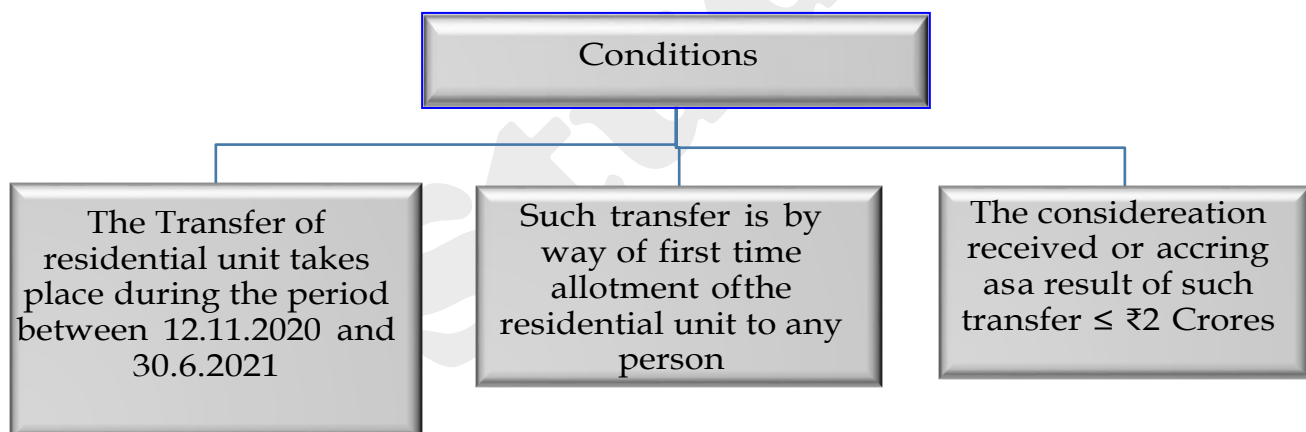 Conditions
The Transfer of
residential unit takes
place during the period
between 12.11.2020 and
30.6.2021
Such transfer is by
way of first time
allotment ofthe
residential unit to any
person
The considereation
received or accring
asa result of such
transfer ≤ ₹2 Crores